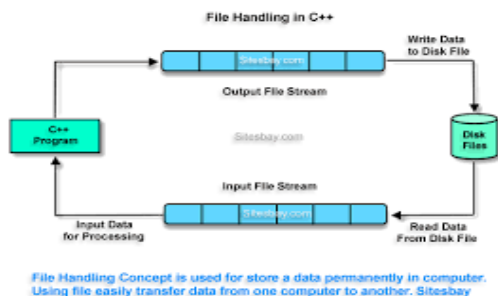 File Handling in C++
Sitesbay.com
Write Data
to Disk File
Output File Stream
C++
Program
Sitesbay.com
Disk
Files
Input File Stream
Sitesbay.com
Input Data
for Processing
Read Data
From Disk File
File Handling Concept is used for store a data permanently in computer.
Using file easily transfer data from one computer to another. Sitesbay